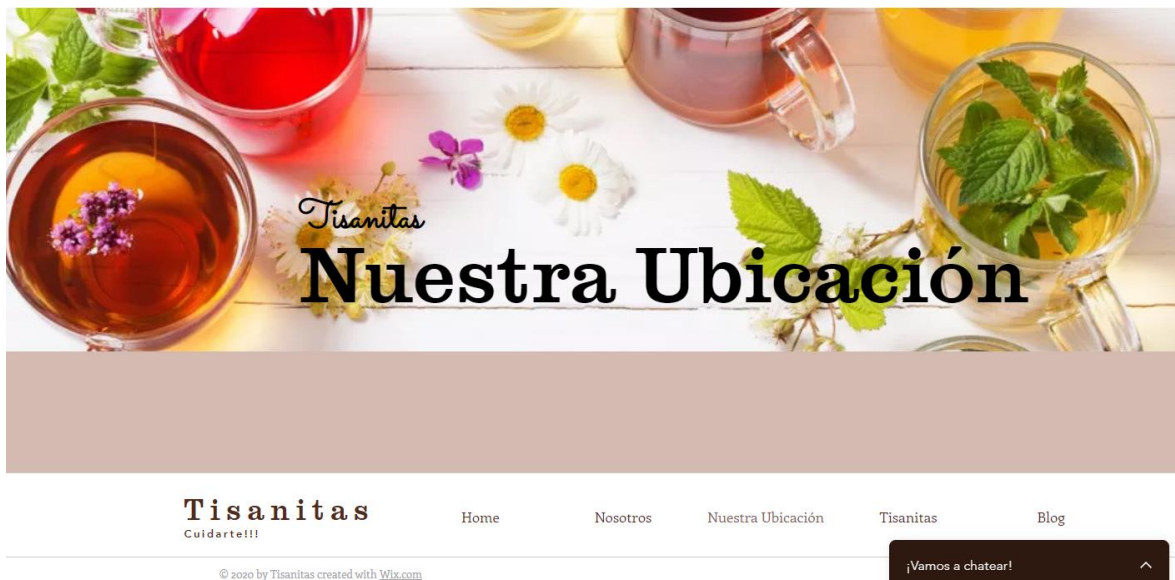 Tisanitas
Nuestra Ubicación
Tisanitas
Cuidarte!!!
Home
Nosotros
Nuestra Ubicación
Tisanitas
Blog
© 2020 by Tisanitas created with Wix.com
¡Vamos a chatear!